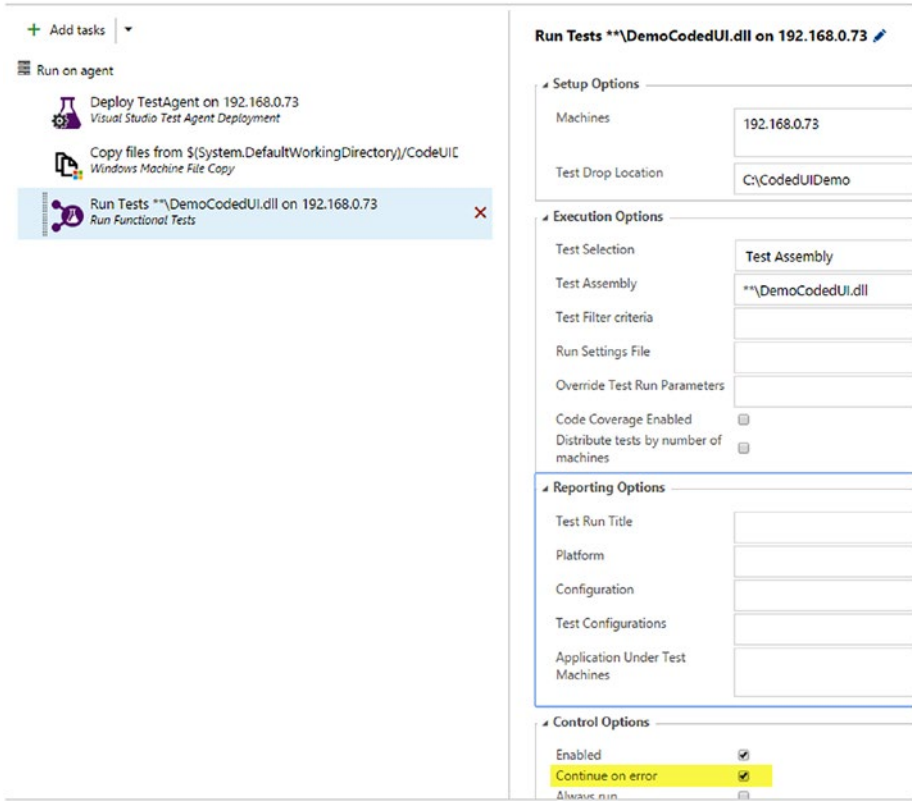 Add tasks
Run on agent
Deploy TestAgent on 192.168.0.73
Visual Studio Test Agent Deployment
Copy files from $(System.DefaultWorkingDirectory)/CodeUID
Windows Machine File Copy
Run Tests **\DemoCodedUI.dll on 192.168.0.73
Run Functional Tests
Run Tests **\DemoCodedUI.dll on 192.168.0.73
Setup Options
Machines
192.168.0.73
Test Drop Location
C:\CodedUIDemo
Execution Options
Test Selection
Test Assembly
Test Assembly
**\DemoCodedUI.dll
Test Filter criteria
Run Settings File
Override Test Run Parameters
Code Coverage Enabled
Distribute tests by number of
machines
Reporting Options
Test Run Title
Platform
Configuration
Test Configurations
Application Under Test
Machines
Control Options
Enabled
Continue on error
Always run